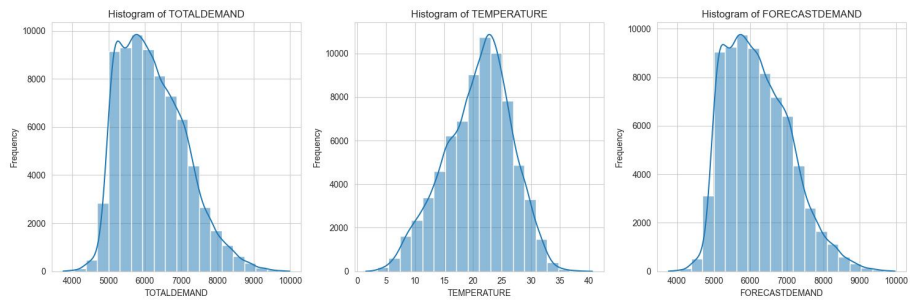 Histogram of TOTALDEMAND
10000
8000
6000
4000
2000
0
Frequency
4000 5000 6000 7000 8000 9000 10000
TOTALDEMAND
Histogram of TEMPERATURE
10000
8000
6000
4000
2000
0
Frequency
0 5 10 15 20 25 30 35 40
TEMPERATURE
Histogram of FORECASTDEMAND
10000
8000
6000
4000
2000
0
Frequency
4000 5000 6000 7000 8000 9000 10000
FORECASTDEMAND